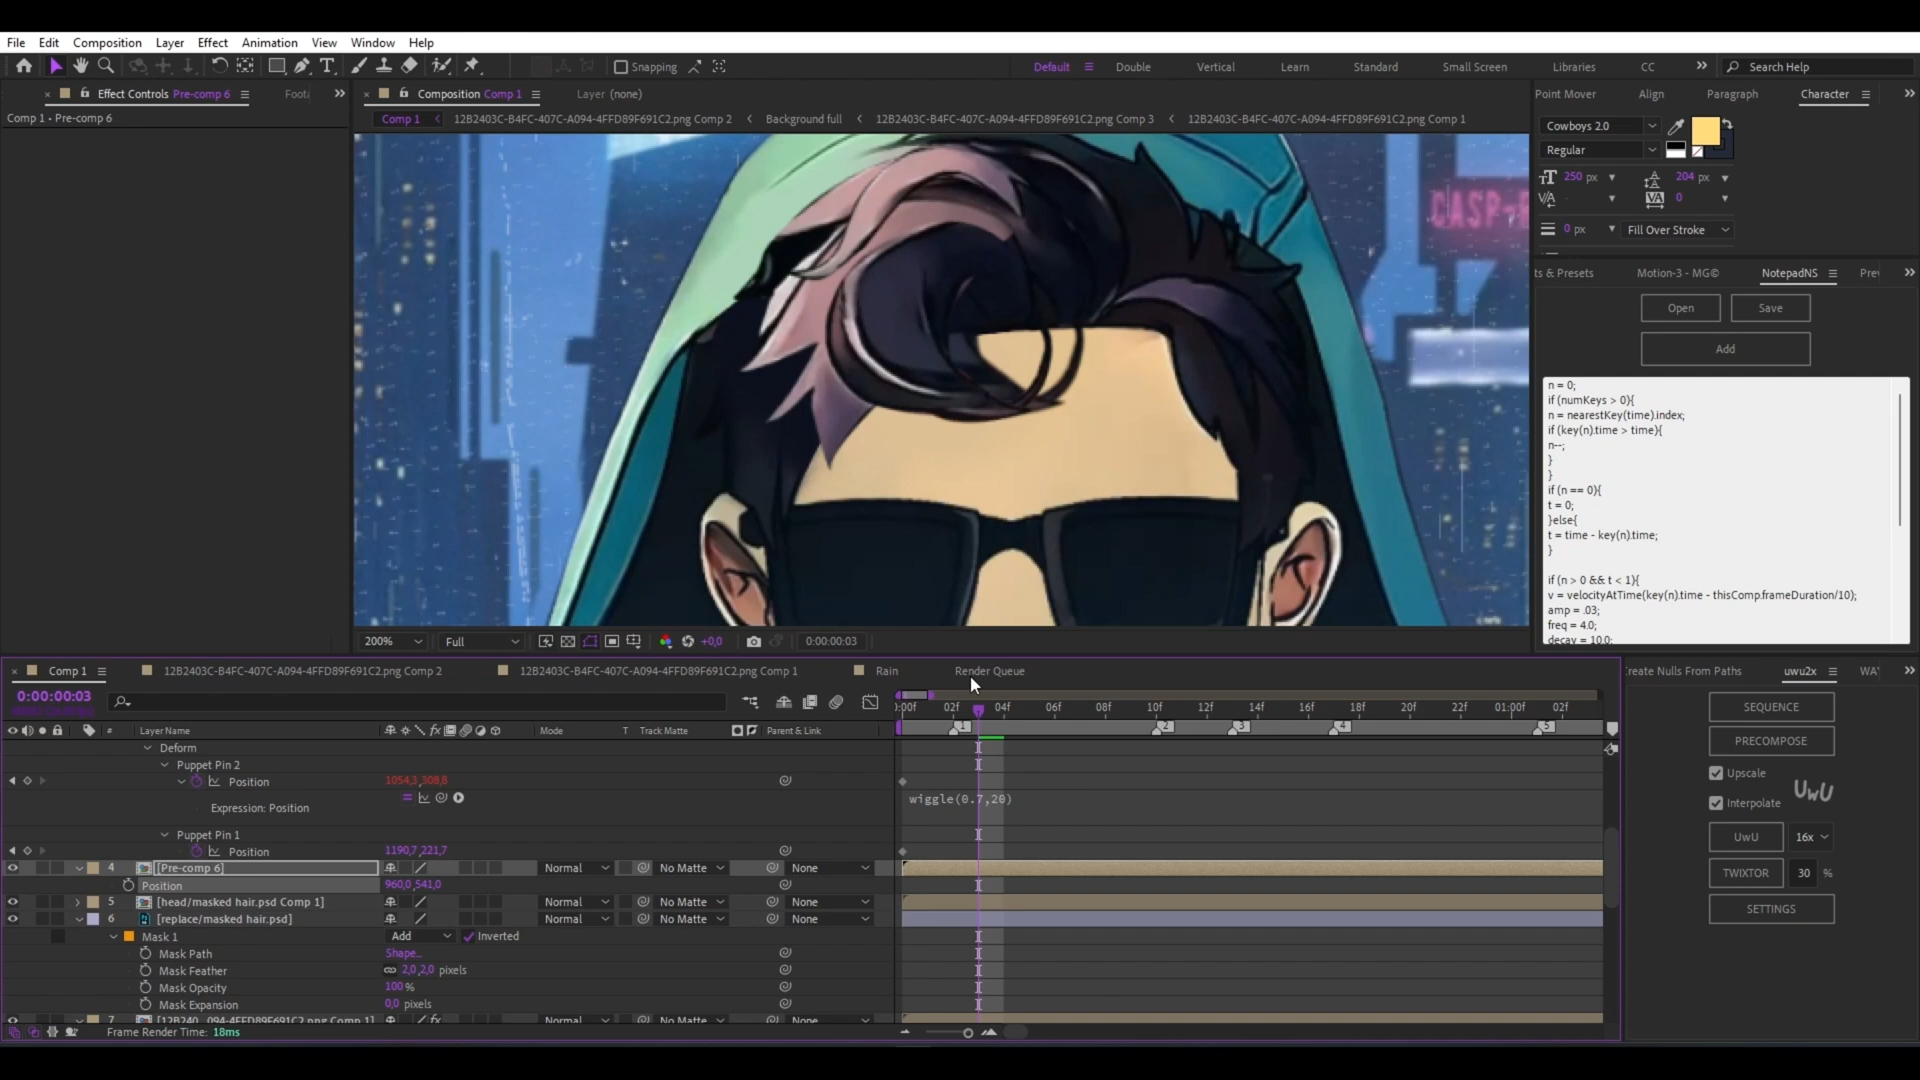 File Edit Composition Layer Effect Animation View Window Help
Snapping
Default Double Vertical Learn Standard Small Screen Libraries CC Search Help
Effect Controls Pre-comp 6
Composition Comp 1 Layer (none)
Point Mover Align Paragraph Character
Comp 1 • Pre-comp 6
Comp 1 12B2403C-B4FC-407C-A094-4FFD89F691C2.png Comp 2 Background full 12B2403C-B4FC-407C-A094-4FFD89F691C2.png Comp 3 12B2403C-B4FC-407C-A094-4FFD89F691C2.png Comp 1
Cowboys 2.0
Regular
250 px 204 px
0
0 px Fill Over Stroke
ts & Presets Motion-3 - MG© NotepadNS
Open Save
Add
n = 0;
if (numKeys > 0){
n = nearestKey(time).index;
if (key(n).time > time){
n--;
}
}
if (n == 0){
t = 0;
}else{
t = time - key(n).time;
}
if (n > 0 && t < 1){
v = velocityAtTime(key(n).time - thisComp.frameDuration/10);
amp = .03;
freq = 4.0;
decay = 10.0;
200% Full +0,0 0:00:00:03
Comp 1 12B2403C-B4FC-407C-A094-4FFD89F691C2.png Comp 2 12B2403C-B4FC-407C-A094-4FFD89F691C2.png Comp 1 Rain Render Queue
0:00:00:03
:00f 02f 04f 06f 08f 10f 12f 14f 16f 18f 20f 22f 01:00f 02f
1 2 3 4 5
# Layer Name Mode T Track Matte Parent & Link
Deform
Puppet Pin 2
Position 1054,3,308,8
Expression: Position wiggle(0.7,20)
Puppet Pin 1
Position 1190,7,221,7
4 [Pre-comp 6] Normal No Matte None
Position 960,0,541,0
5 [head/masked hair.psd Comp 1] Normal No Matte None
6 [replace/masked hair.psd] Normal No Matte None
Mask 1 Add Inverted
Mask Path Shape...
Mask Feather 2,0,2,0 pixels
Mask Opacity 100 %
Mask Expansion 0,0 pixels
7 [12B240...094-4FFD89F691C2.png Comp 1] Normal No Matte None
Frame Render Time: 18ms
reate Nulls From Paths uwu2x
SEQUENCE
PRECOMPOSE
Upscale
Interpolate UwU
UwU 16x
TWIXTOR 30 %
SETTINGS